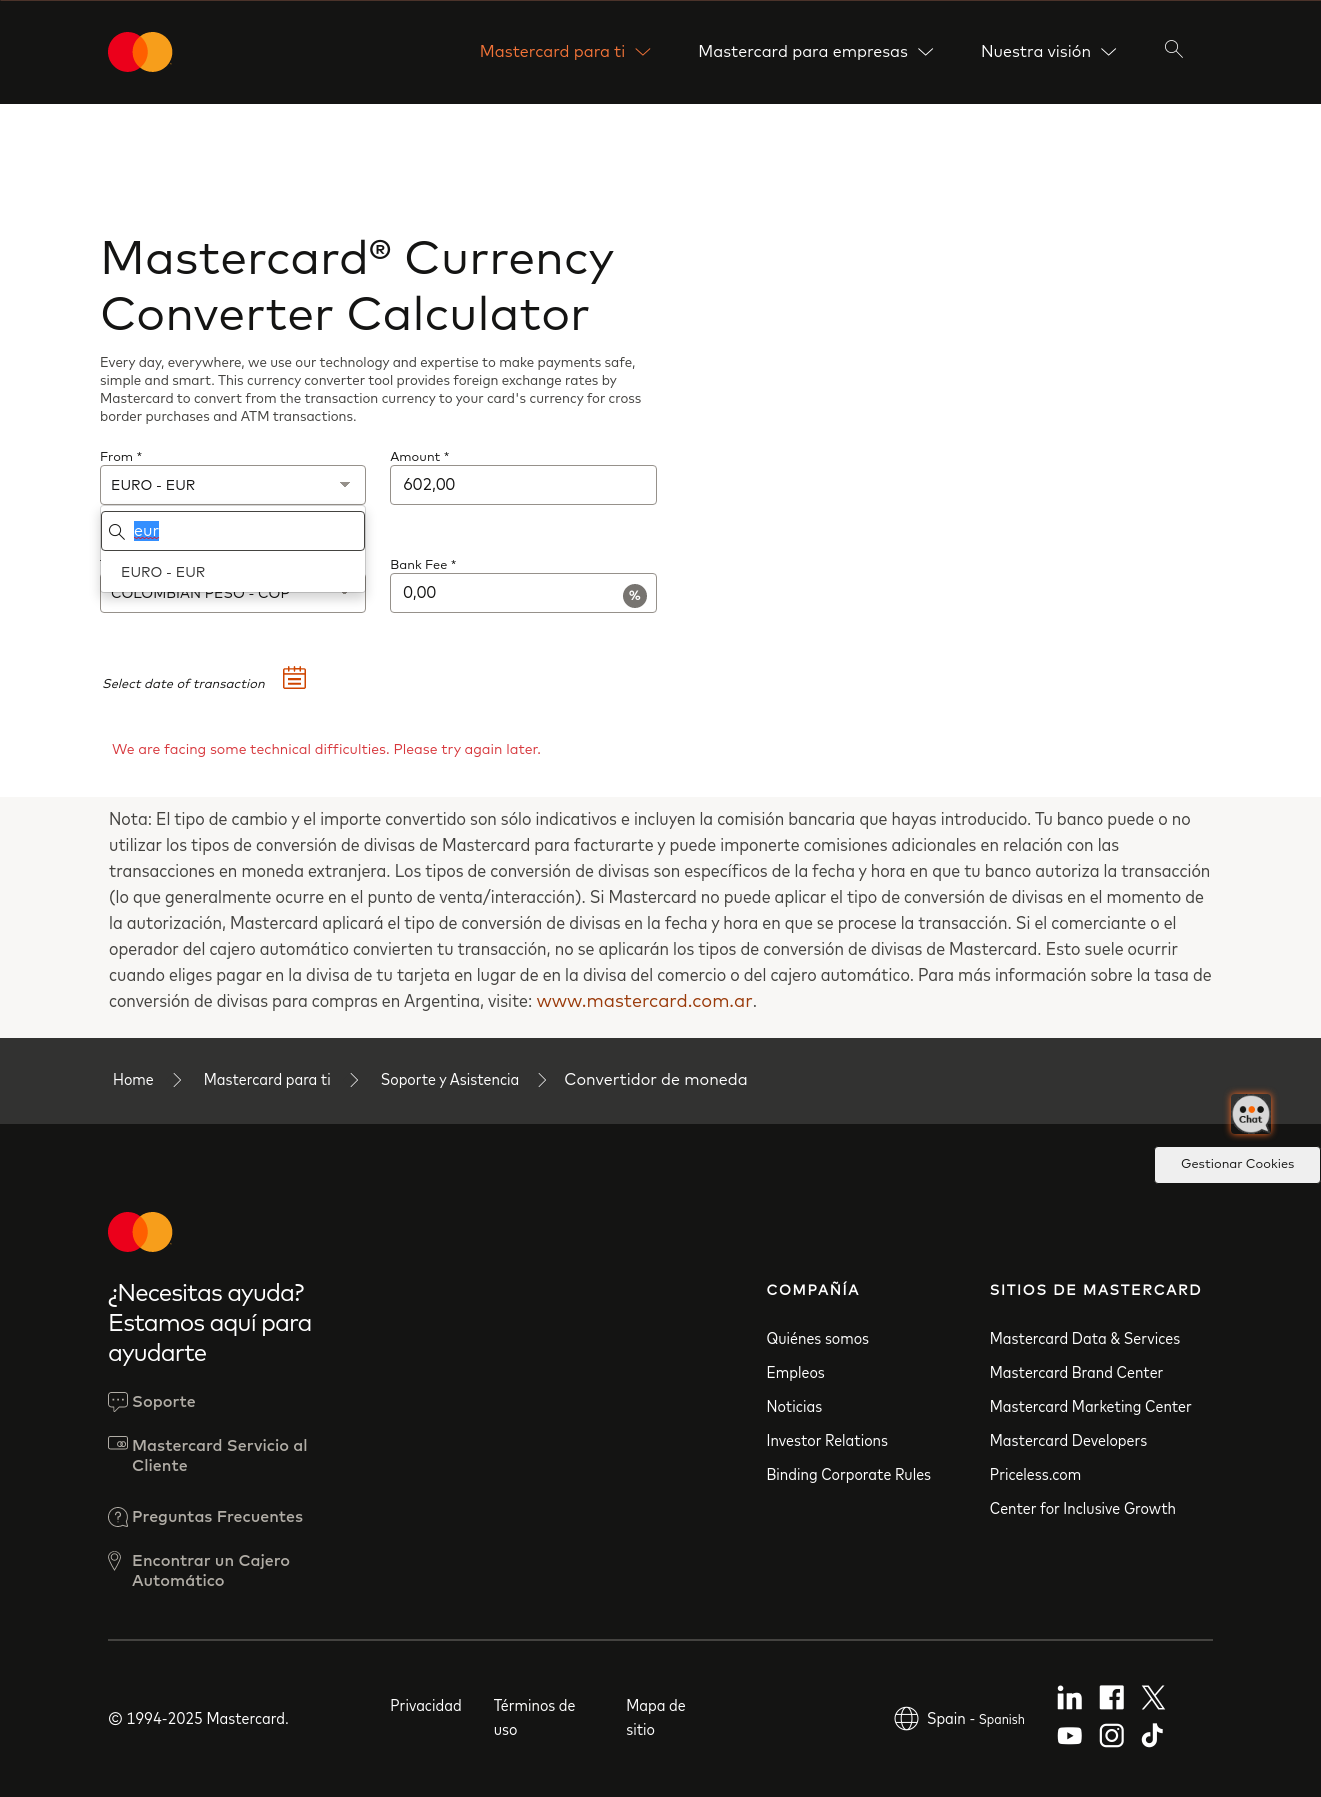 Mastercard para ti
Mastercard para empresas
Nuestra visión
Mastercard® Currency
Converter Calculator
Every day, everywhere, we use our technology and expertise to make payments safe,
simple and smart. This currency converter tool provides foreign exchange rates by
Mastercard to convert from the transaction currency to your card's currency for cross
border purchases and ATM transactions.
From *
Amount *
EURO - EUR
602,00
eur
EURO - EUR
Bank Fee *
COLOMBIAN PESO - COP
0,00
%
Select date of transaction
We are facing some technical difficulties. Please try again later.
Nota: El tipo de cambio y el importe convertido son sólo indicativos e incluyen la comisión bancaria que hayas introducido. Tu banco puede o no
utilizar los tipos de conversión de divisas de Mastercard para facturarte y puede imponerte comisiones adicionales en relación con las
transacciones en moneda extranjera. Los tipos de conversión de divisas son específicos de la fecha y hora en que tu banco autoriza la transacción
(lo que generalmente ocurre en el punto de venta/interacción). Si Mastercard no puede aplicar el tipo de conversión de divisas en el momento de
la autorización, Mastercard aplicará el tipo de conversión de divisas en la fecha y hora en que se procese la transacción. Si el comerciante o el
operador del cajero automático convierten tu transacción, no se aplicarán los tipos de conversión de divisas de Mastercard. Esto suele ocurrir
cuando eliges pagar en la divisa de tu tarjeta en lugar de en la divisa del comercio o del cajero automático. Para más información sobre la tasa de
conversión de divisas para compras en Argentina, visite: www.mastercard.com.ar.
Home
Mastercard para ti
Soporte y Asistencia
Convertidor de moneda
Chat
Gestionar Cookies
¿Necesitas ayuda?
Estamos aquí para
ayudarte
Soporte
Mastercard Servicio al
Cliente
Preguntas Frecuentes
Encontrar un Cajero
Automático
COMPAÑÍA
Quiénes somos
Empleos
Noticias
Investor Relations
Binding Corporate Rules
SITIOS DE MASTERCARD
Mastercard Data & Services
Mastercard Brand Center
Mastercard Marketing Center
Mastercard Developers
Priceless.com
Center for Inclusive Growth
© 1994-2025 Mastercard.
Privacidad
Términos de
uso
Mapa de
sitio
Spain - Spanish